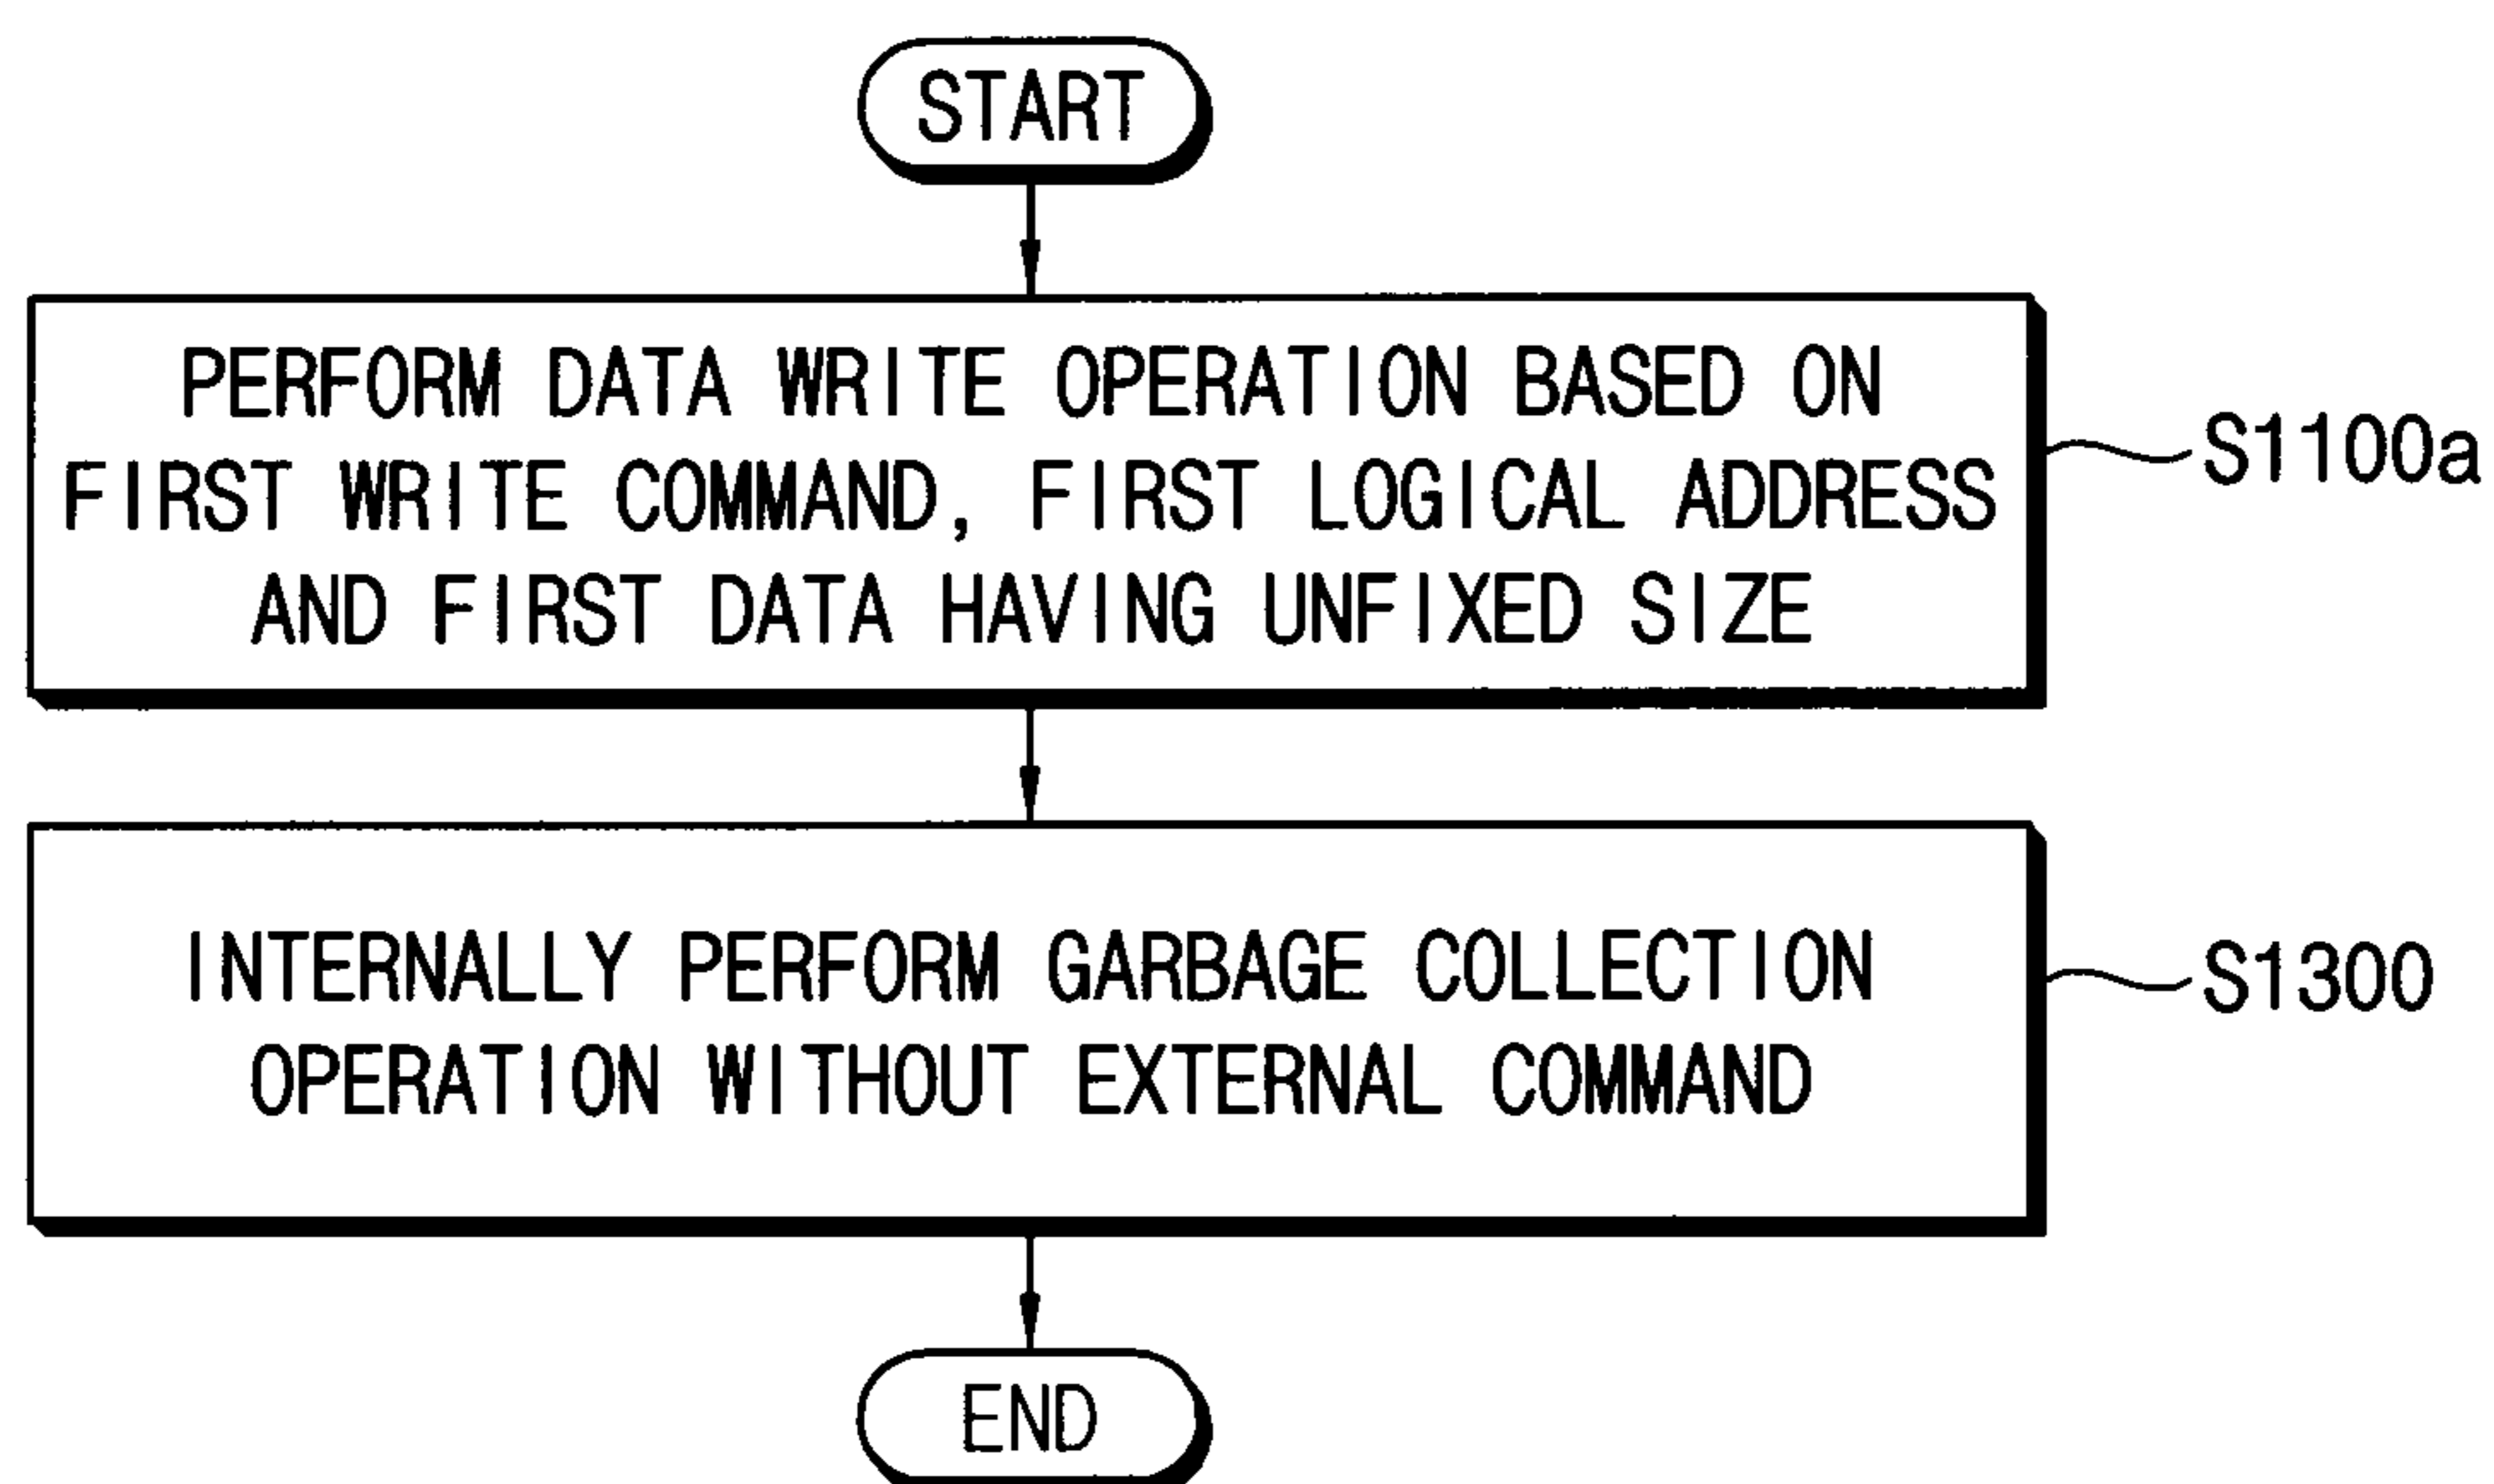 START
PERFORM DATA WRITE OPERATION BASED ON
FIRST WRITE COMMAND, FIRST LOGICAL ADDRESS
AND FIRST DATA HAVING UNFIXED SIZE
S1100a
INTERNALLY PERFORM GARBAGE COLLECTION
OPERATION WITHOUT EXTERNAL COMMAND
S1300
END